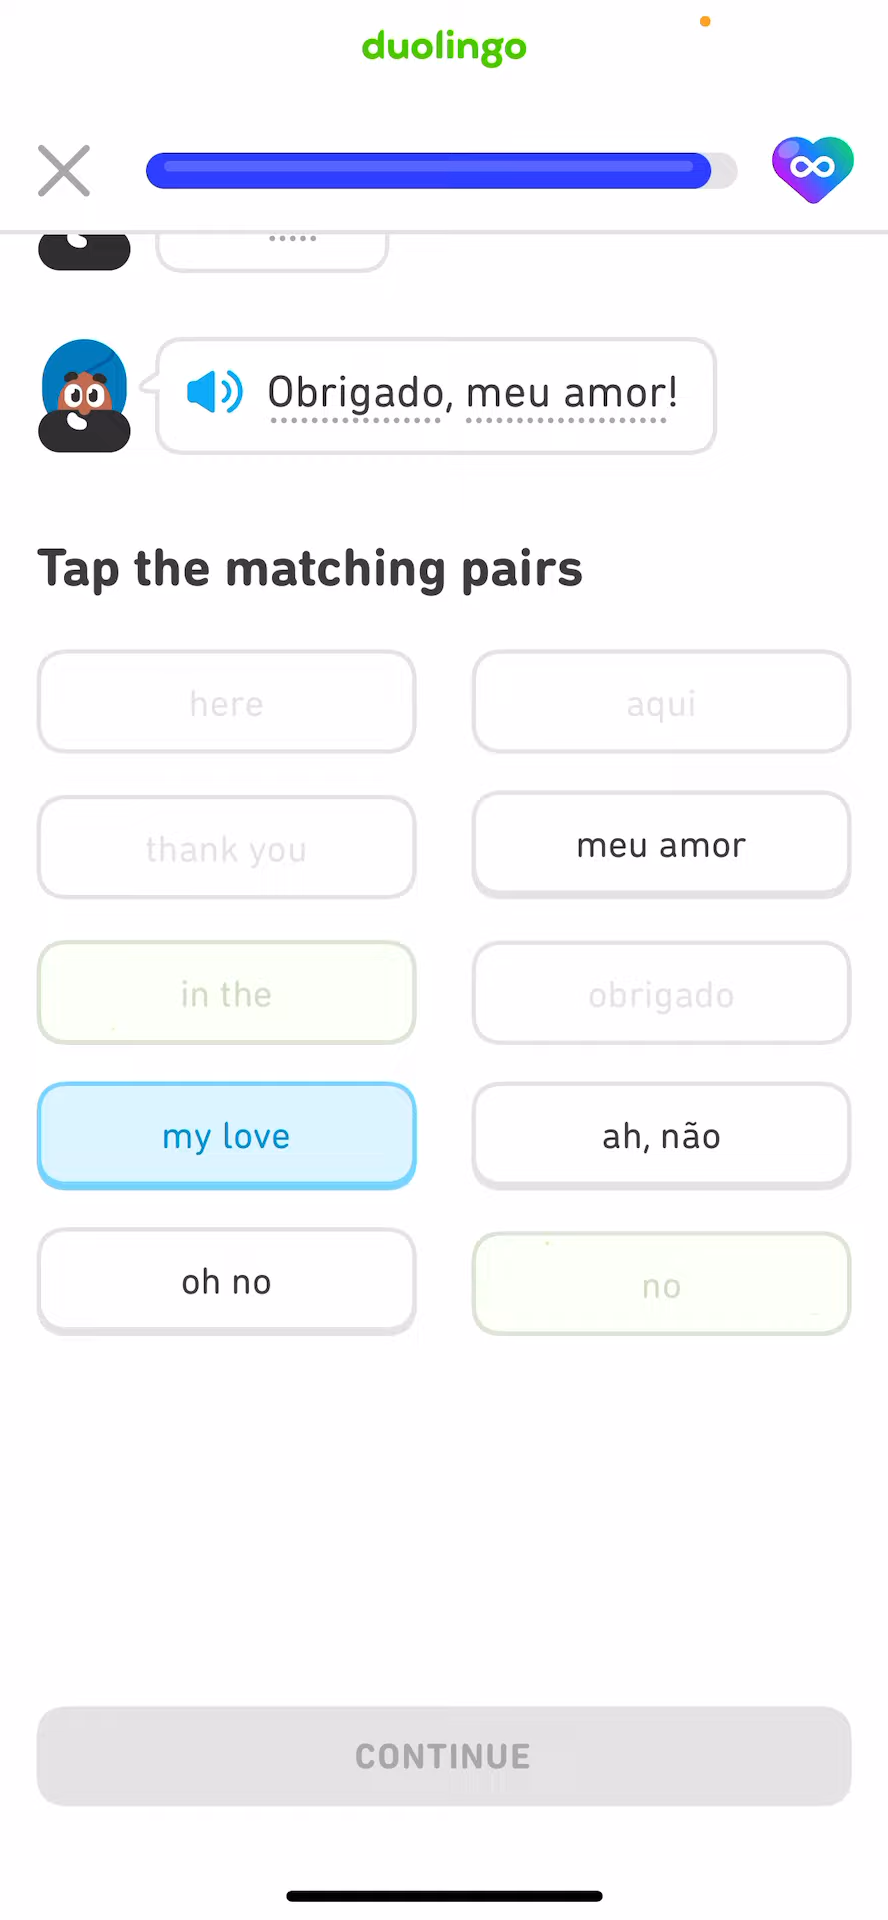 duolingo
Obrigado, meu amor!
Tap the matching pairs
here
aqui
thank you
meu amor
in the
obrigado
my love
ah, não
oh no
no
CONTINUE